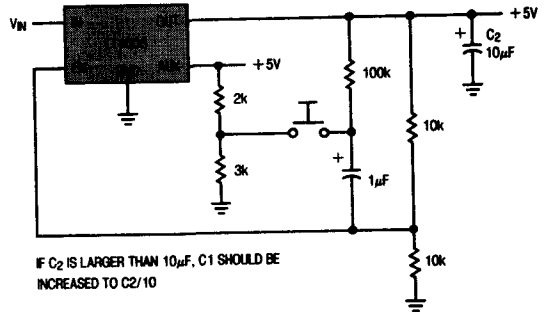 V_IN
OUT
+5V
+
C2
10μF
+5V
2k
100k
10k
3k
+
1μF
10k
IF C2 IS LARGER THAN 10μF, C1 SHOULD BE
INCREASED TO C2/10